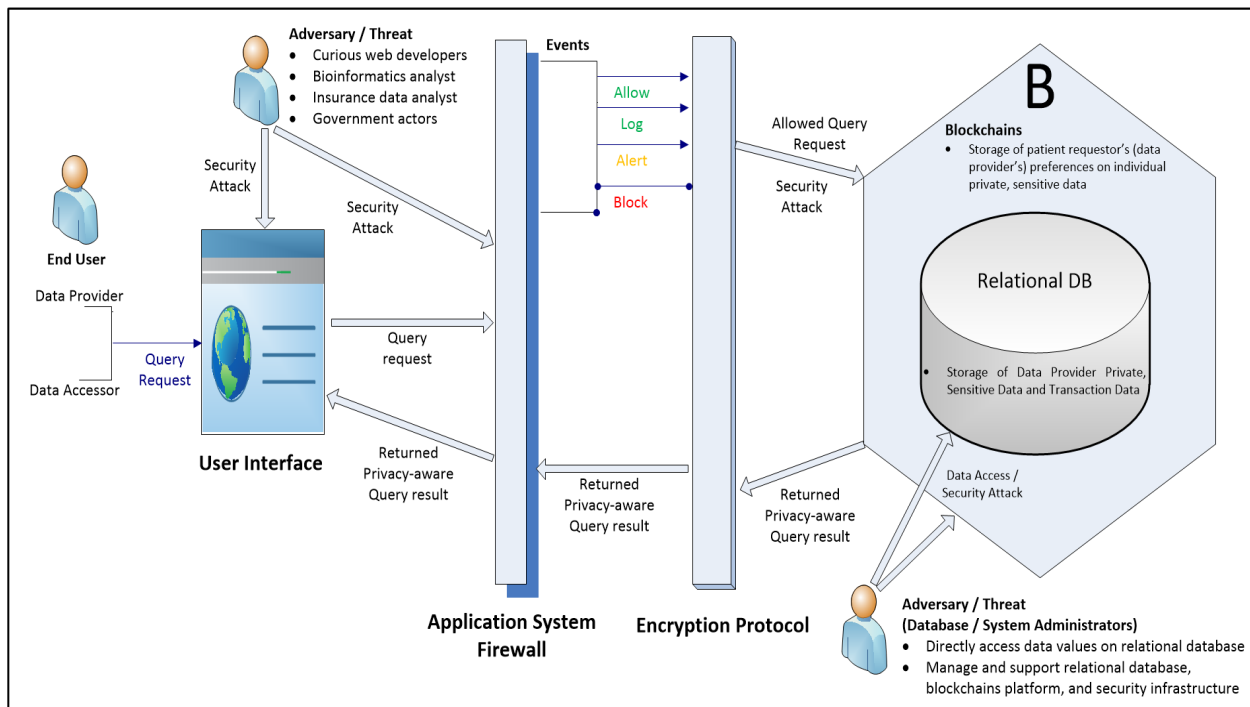 Adversary / Threat
● Curious web developers
● Bioinformatics analyst
● Insurance data analyst
● Government actors
Events
Allow
Log
Alert
Block
Allowed Query
Request
Security
Attack
B
Blockchains
● Storage of patient requestor's (data
provider's) preferences on individual
private, sensitive data
Relational DB
● Storage of Data Provider Private,
Sensitive Data and Transaction Data
Security
Attack
Security
Attack
End User
Data Provider
Data Accessor
Query
Request
Query
request
User Interface
Returned
Privacy-aware
Query result
Returned
Privacy-aware
Query result
Returned
Privacy-aware
Query result
Data Access /
Security Attack
Application System
Firewall
Encryption Protocol
Adversary / Threat
(Database / System Administrators)
● Directly access data values on relational database
● Manage and support relational database,
blockchains platform, and security infrastructure